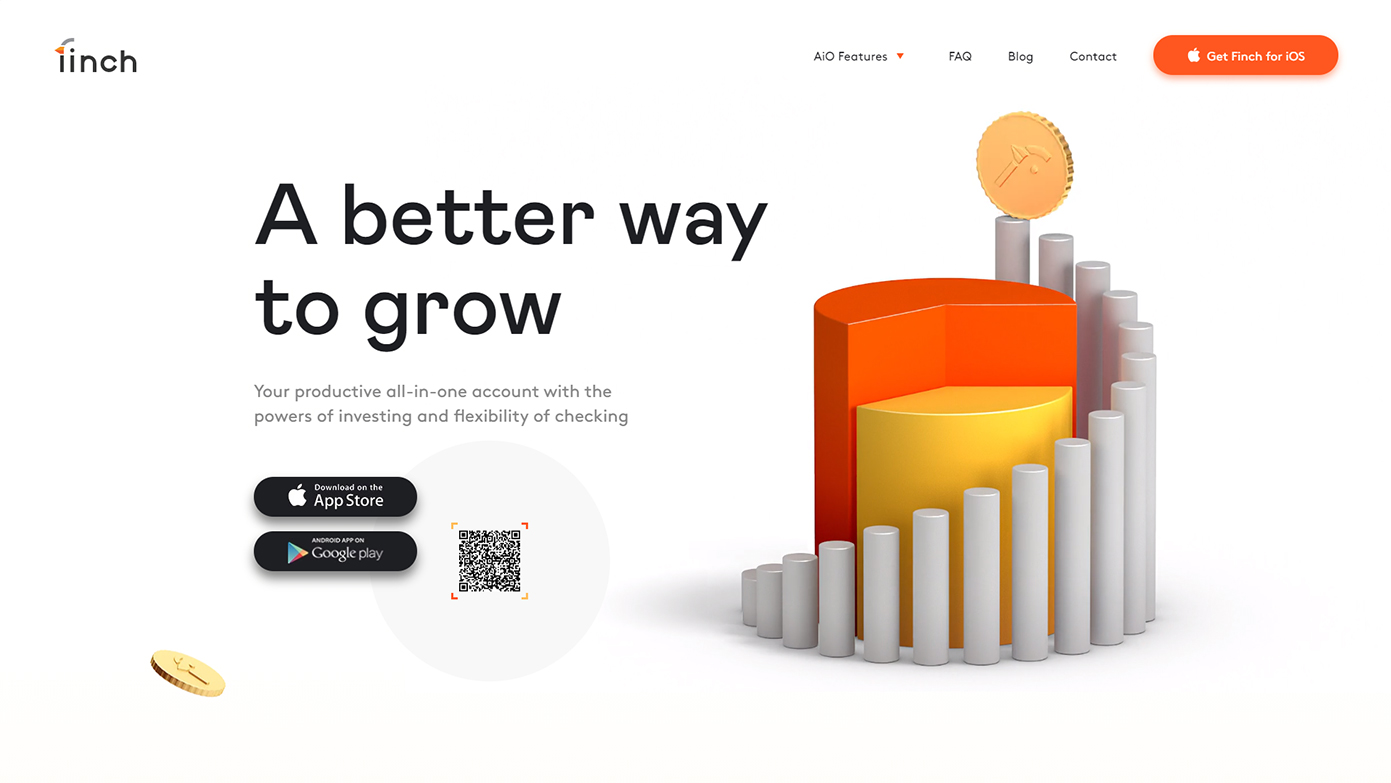 finch
AiO Features
FAQ
Blog
Contact
Get Finch for iOS
A better way
to grow
Your productive all-in-one account with the
powers of investing and flexibility of checking
Download on the
App Store
ANDROID APP ON
Google play